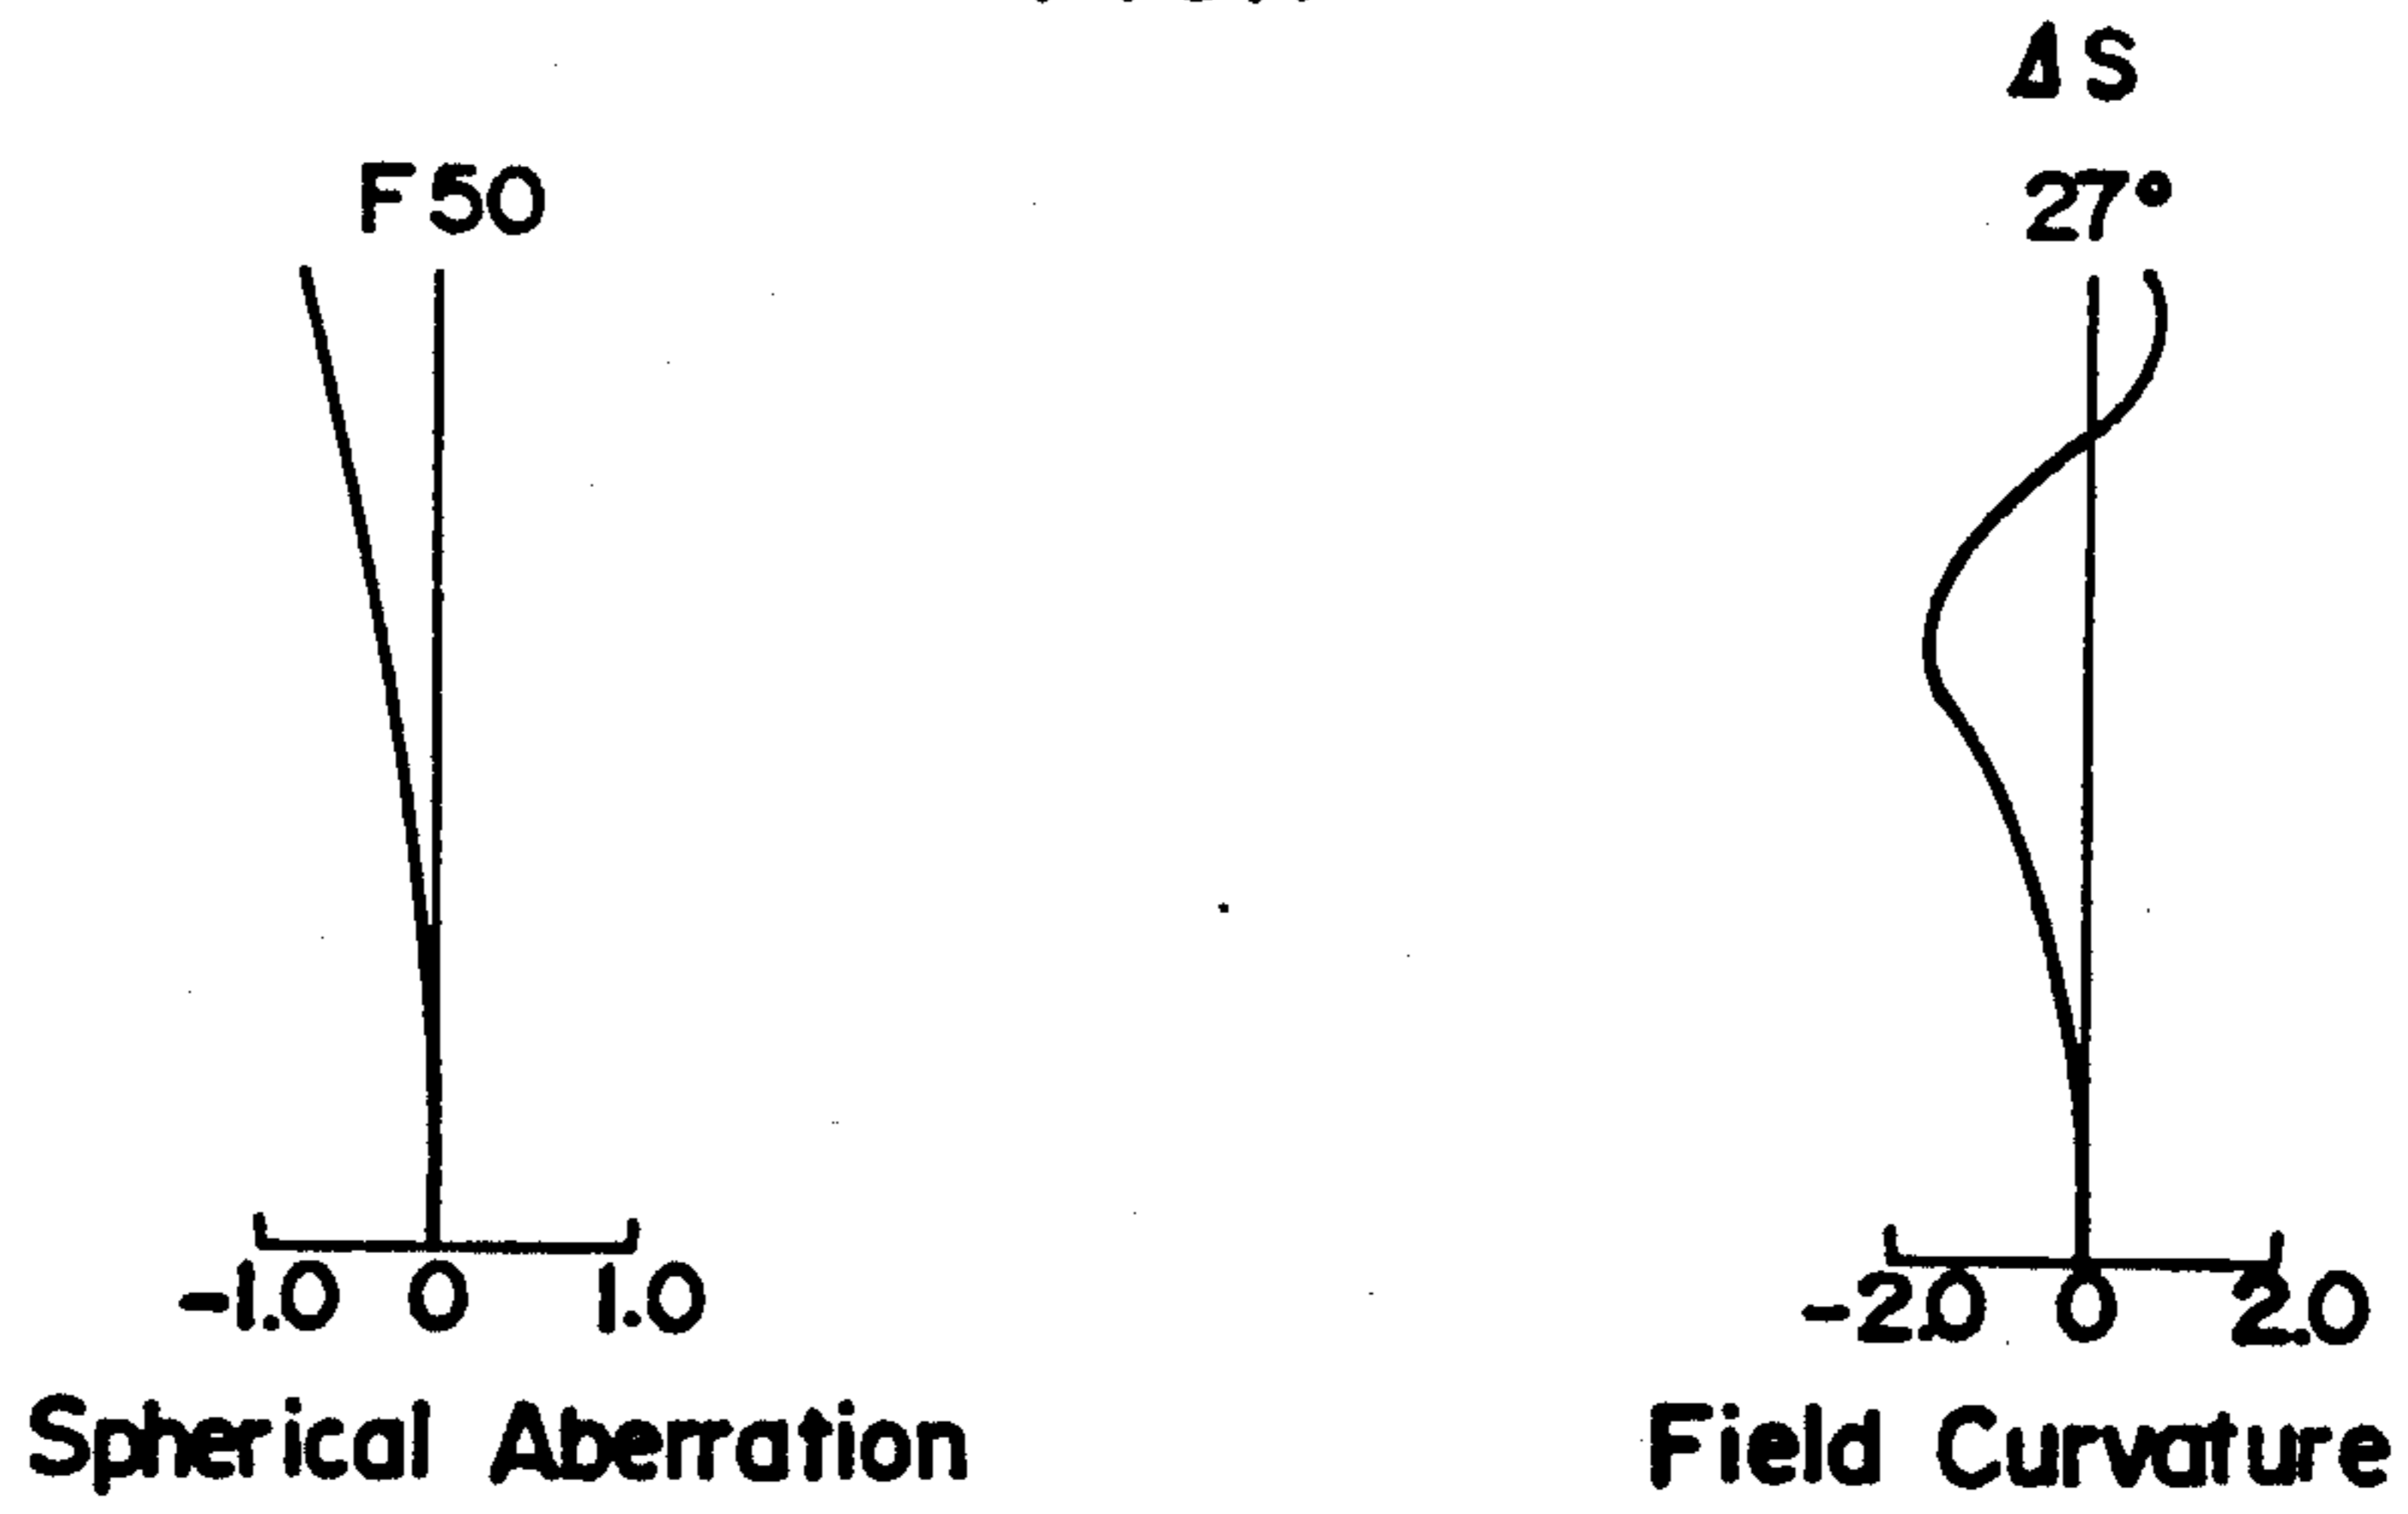 ΔS
F50
27°
-1.0 0 1.0
-2.0 0 2.0
Spherical Aberration
Field Curvature